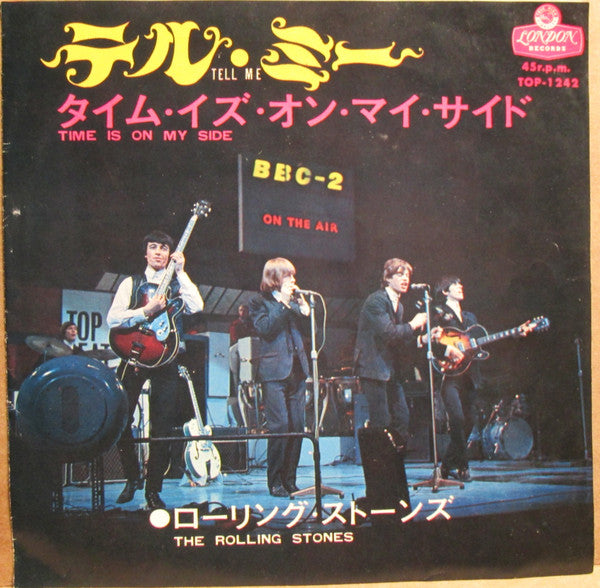 テル・ミー
TELL ME
LONDON
RECORDS
45 r.p.m.
TOP-1242
タイム・イズ・オン・マイ・サイド
TIME IS ON MY SIDE
BBC-2
ON THE AIR
TOP
●ローリング・ストーンズ
THE ROLLING STONES